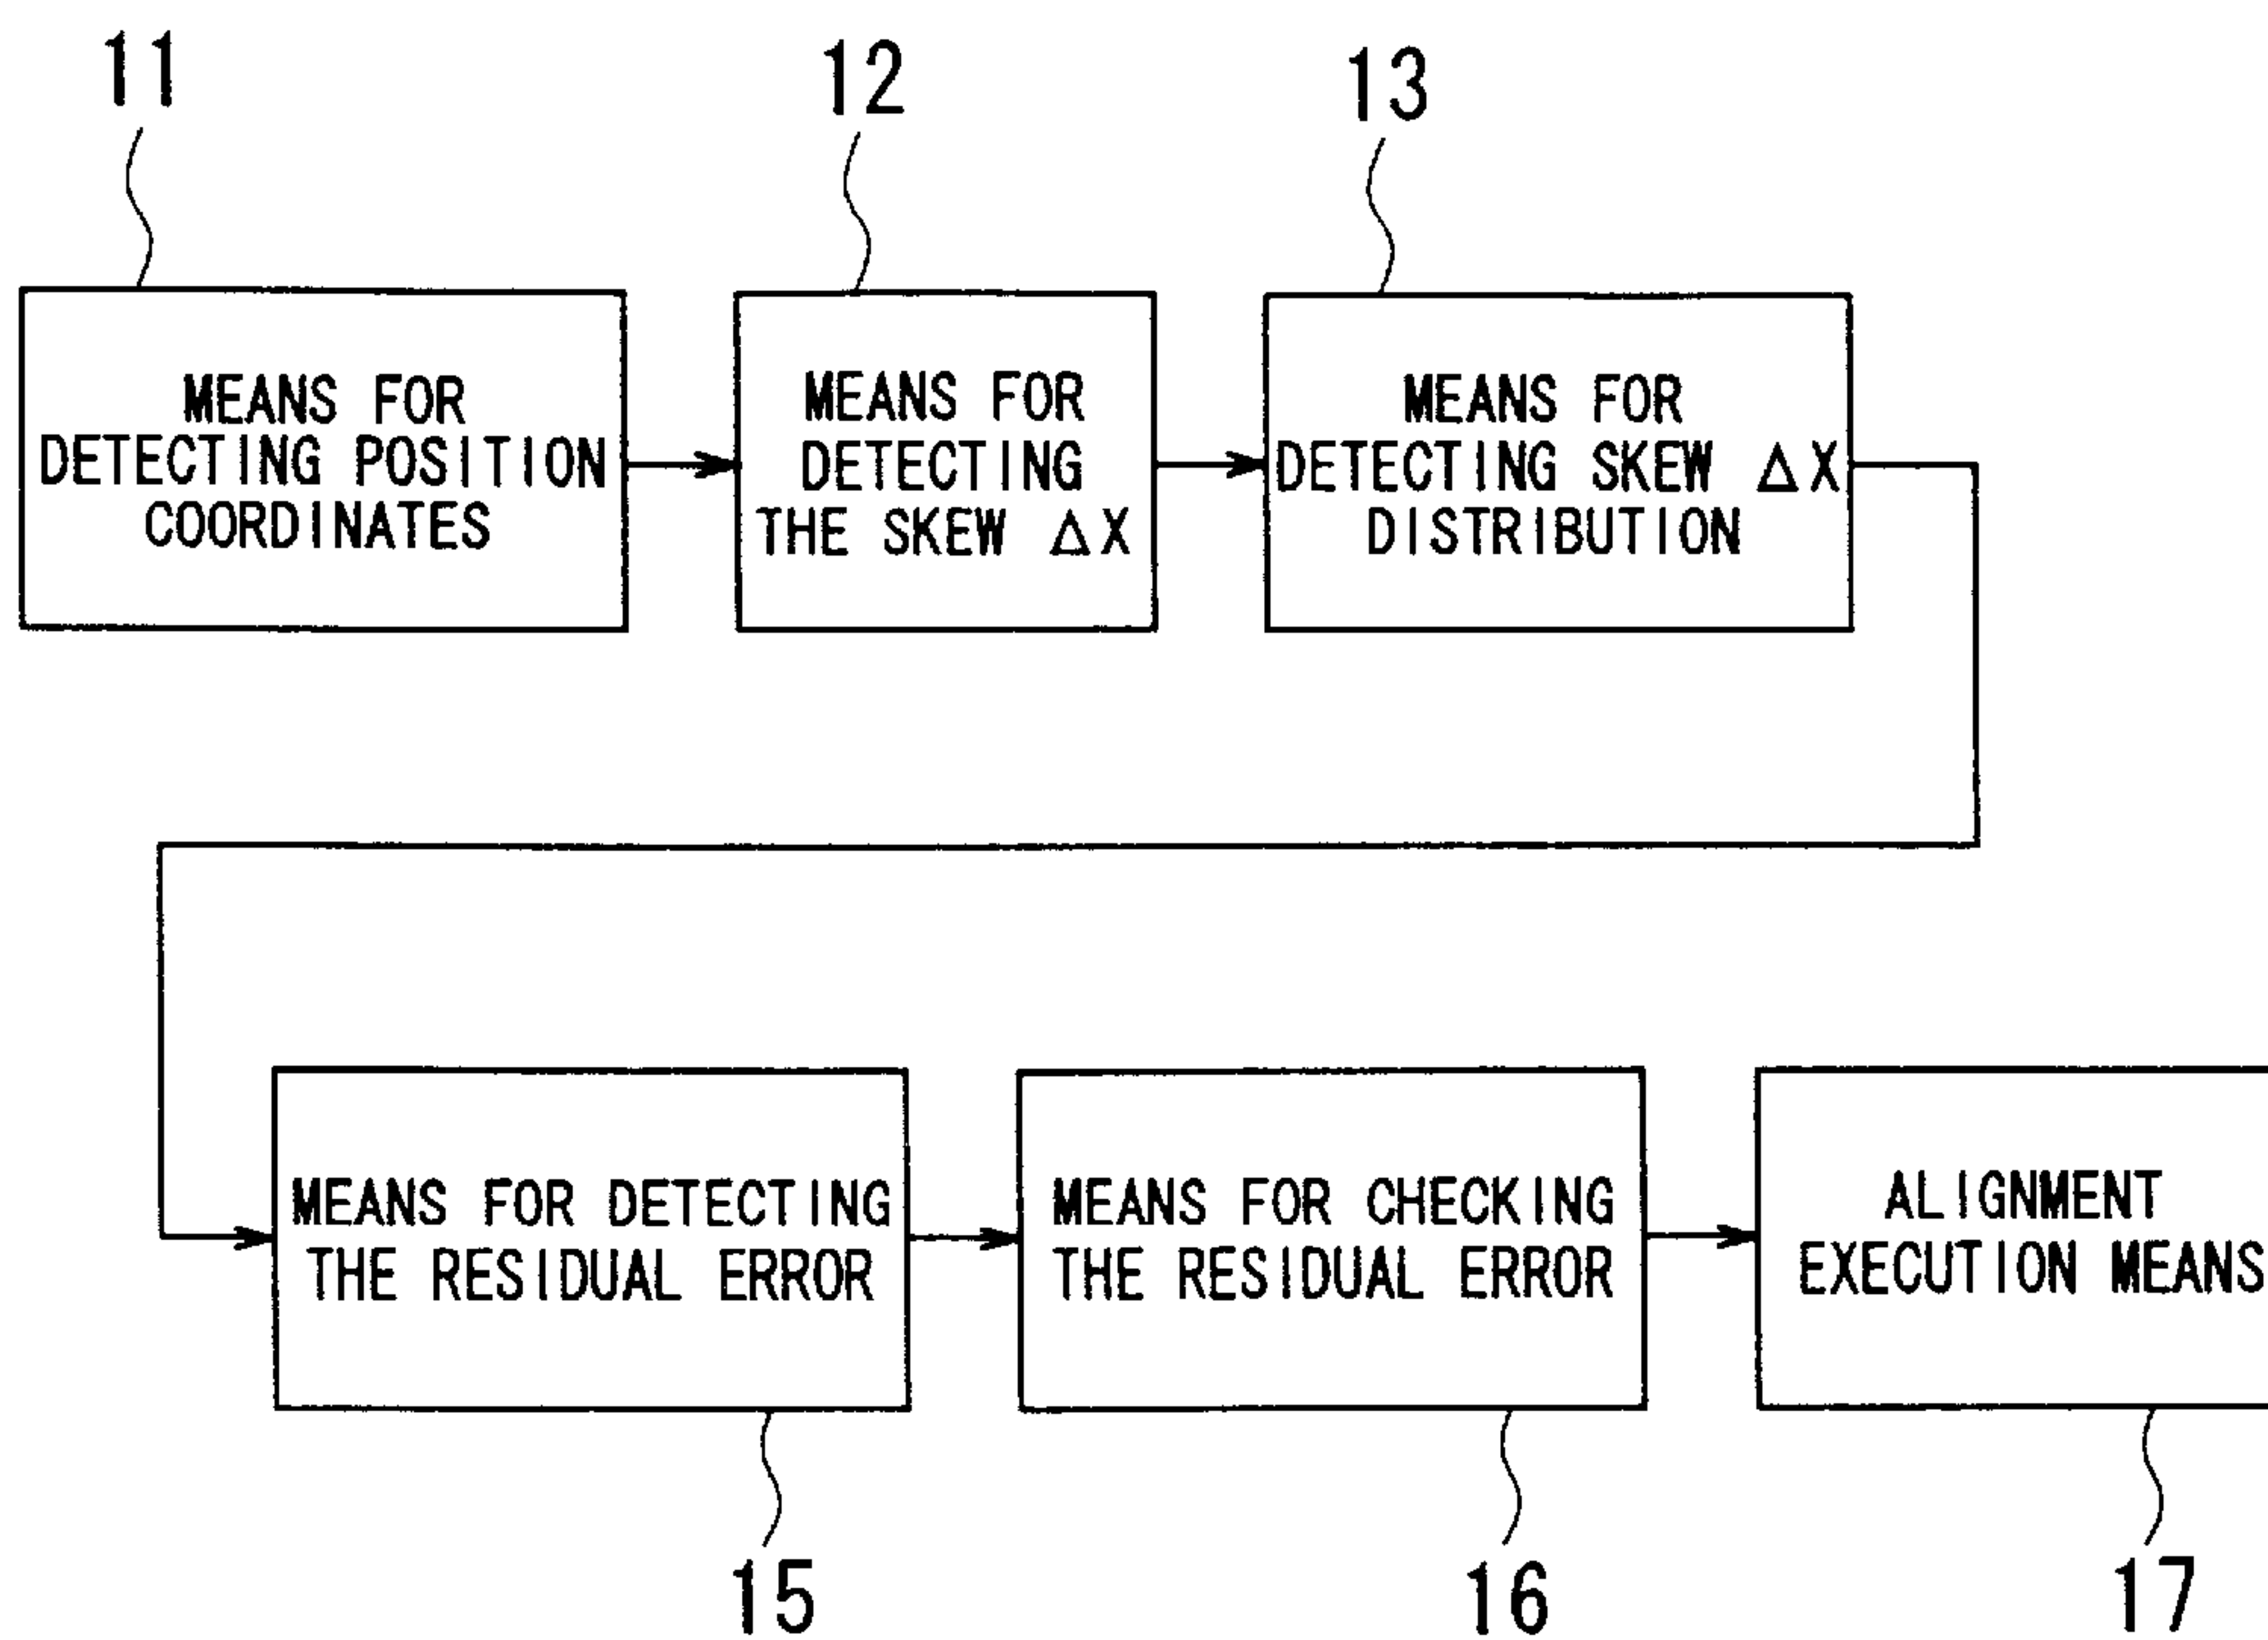 11
12
13
MEANS FOR
DETECTING POSITION
COORDINATES
MEANS FOR
DETECTING
THE SKEW ΔX
MEANS FOR
DETECTING SKEW ΔX
DISTRIBUTION
MEANS FOR DETECTING
THE RESIDUAL ERROR
MEANS FOR CHECKING
THE RESIDUAL ERROR
ALIGNMENT
EXECUTION MEANS
15
16
17